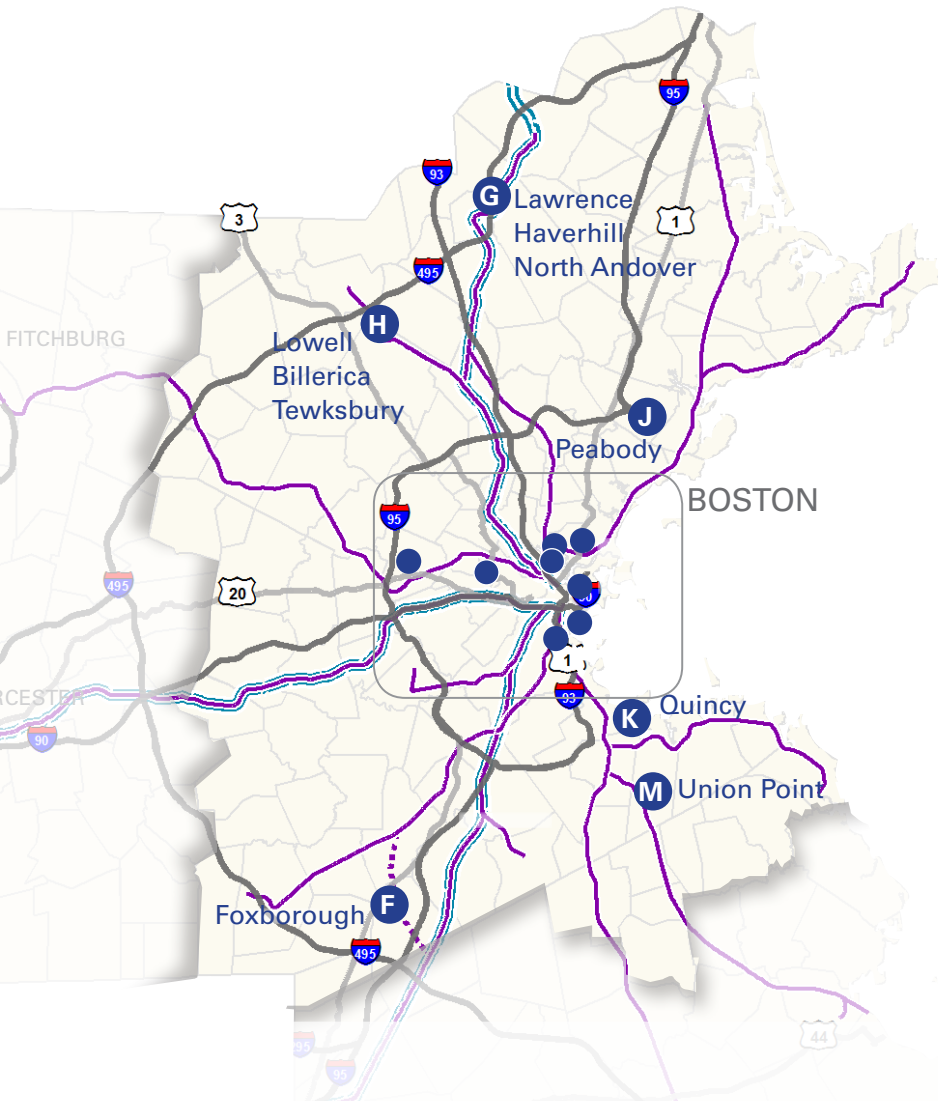 95
93
G
Lawrence
Haverhill
North Andover
3
1
495
H
FITCHBURG
Lowell
Billerica
Tewksbury
J
Peabody
BOSTON
95
495
20
1
93
K
Quincy
90
M
Union Point
F
Foxborough
495
44
95